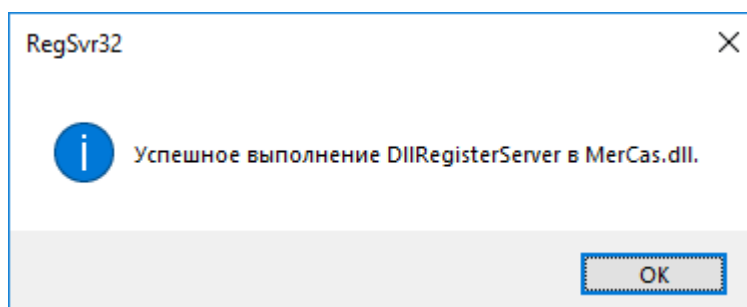 RegSvr32
Успешное выполнение DllRegisterServer в MerCas.dll.
OK